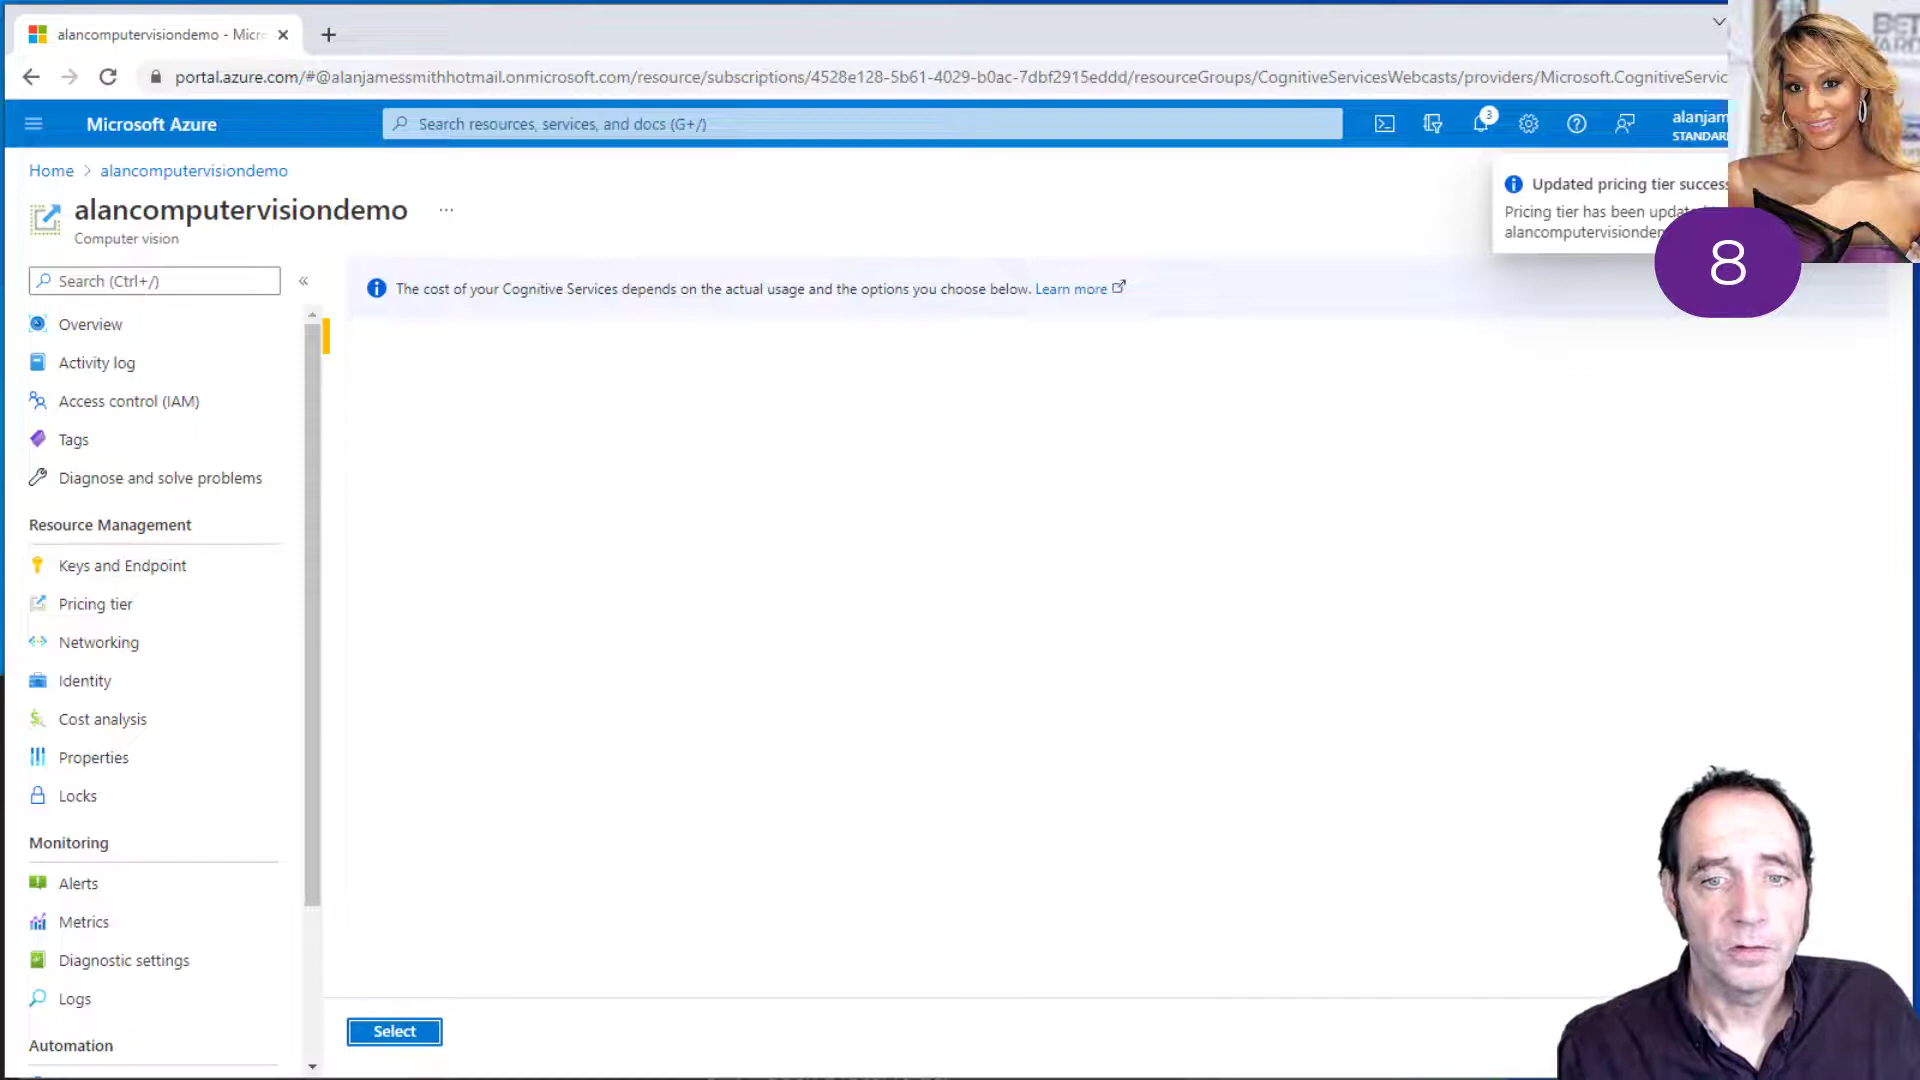 alancomputervisiondemo - Micr
portal.azure.com/#@alanjamessmithhotmail.onmicrosoft.com/resource/subscriptions/4528e128-5b61-4029-b0ac-7dbf2915eddd/resourceGroups/CognitiveServicesWebcasts/providers/Microsoft.CognitiveServic
Microsoft Azure
Search resources, services, and docs (G+/)
3
alanjam
STANDAR
Home > alancomputervisiondemo
alancomputervisiondemo ...
Computer vision
Updated pricing tier success
Pricing tier has been updat
alancomputervisiondem
8
BET
Search (Ctrl+/)
«
The cost of your Cognitive Services depends on the actual usage and the options you choose below. Learn more
Overview
Activity log
Access control (IAM)
Tags
Diagnose and solve problems
Resource Management
Keys and Endpoint
Pricing tier
Networking
Identity
Cost analysis
Properties
Locks
Monitoring
Alerts
Metrics
Diagnostic settings
Logs
Automation
Select